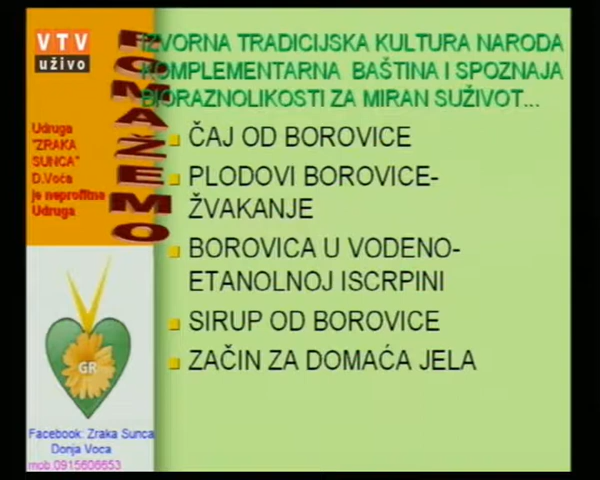 VTV
uživo
POMAŽEMO
IZVORNA TRADICIJSKA KULTURA NARODA
KOMPLEMENTARNA BAŠTINA I SPOZNAJA
BIORAZNOLIKOSTI ZA MIRAN SUŽIVOT...
Udruga
"ZRAKA
SUNCA"
D.Voća
je neprofitna
Udruga
ČAJ OD BOROVICE
PLODOVI BOROVICE-
ŽVAKANJE
BOROVICA U VODENO-
ETANOLNOJ ISCRPINI
SIRUP OD BOROVICE
ZAČIN ZA DOMAĆA JELA
GR
Facebook: Zraka Sunca
Donja Voca
mob:0915606653